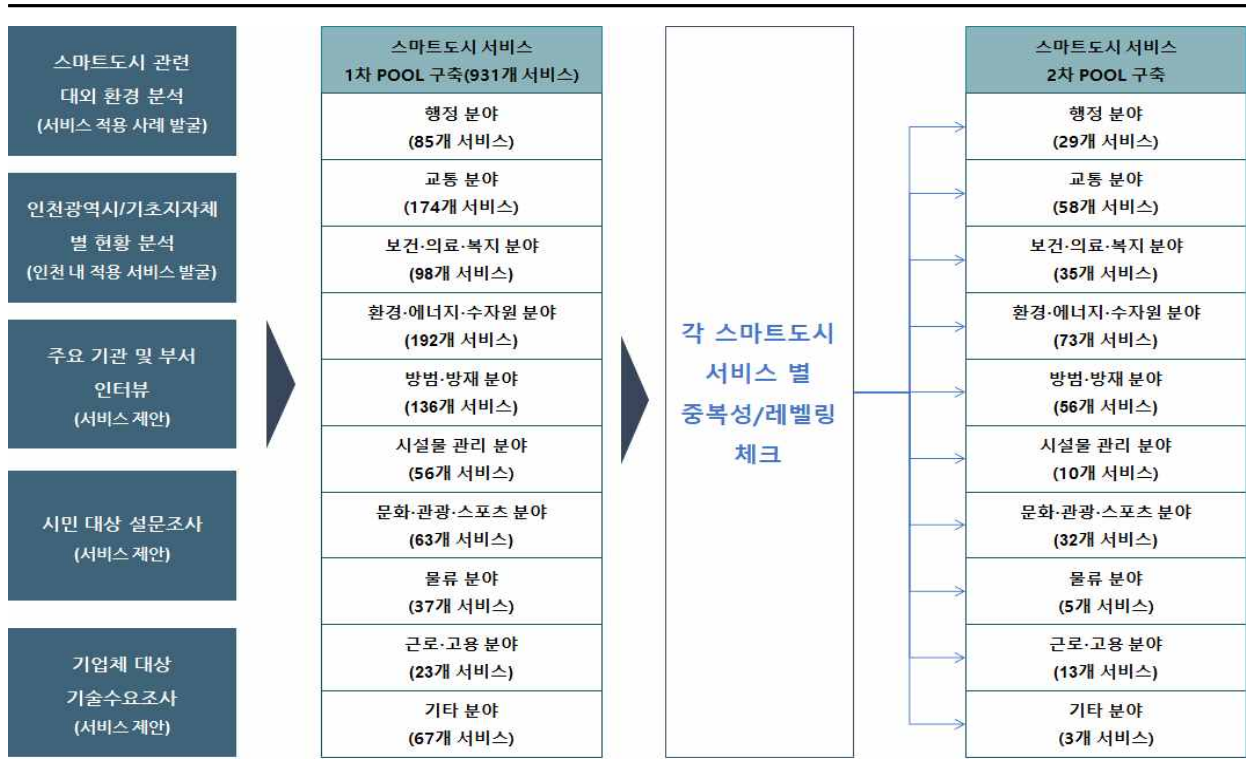 스마트도시 관련
대외 환경 분석
(서비스 적용 사례 발굴)
인천광역시/기초지자체
별 현황 분석
(인천 내 적용 서비스 발굴)
주요 기관 및 부서
인터뷰
(서비스 제안)
시민 대상 설문조사
(서비스 제안)
기업체 대상
기술수요조사
(서비스 제안)
스마트도시 서비스
1차 POOL 구축(931개 서비스)
행정 분야
(85개 서비스)
교통 분야
(174개 서비스)
보건·의료·복지 분야
(98개 서비스)
환경·에너지·수자원 분야
(192개 서비스)
방범·방재 분야
(136개 서비스)
시설물 관리 분야
(56개 서비스)
문화·관광·스포츠 분야
(63개 서비스)
물류 분야
(37개 서비스)
근로·고용 분야
(23개 서비스)
기타 분야
(67개 서비스)
각 스마트도시
서비스 별
중복성/레벨링
체크
스마트도시 서비스
2차 POOL 구축
행정 분야
(29개 서비스)
교통 분야
(58개 서비스)
보건·의료·복지 분야
(35개 서비스)
환경·에너지·수자원 분야
(73개 서비스)
방범·방재 분야
(56개 서비스)
시설물 관리 분야
(10개 서비스)
문화·관광·스포츠 분야
(32개 서비스)
물류 분야
(5개 서비스)
근로·고용 분야
(13개 서비스)
기타 분야
(3개 서비스)